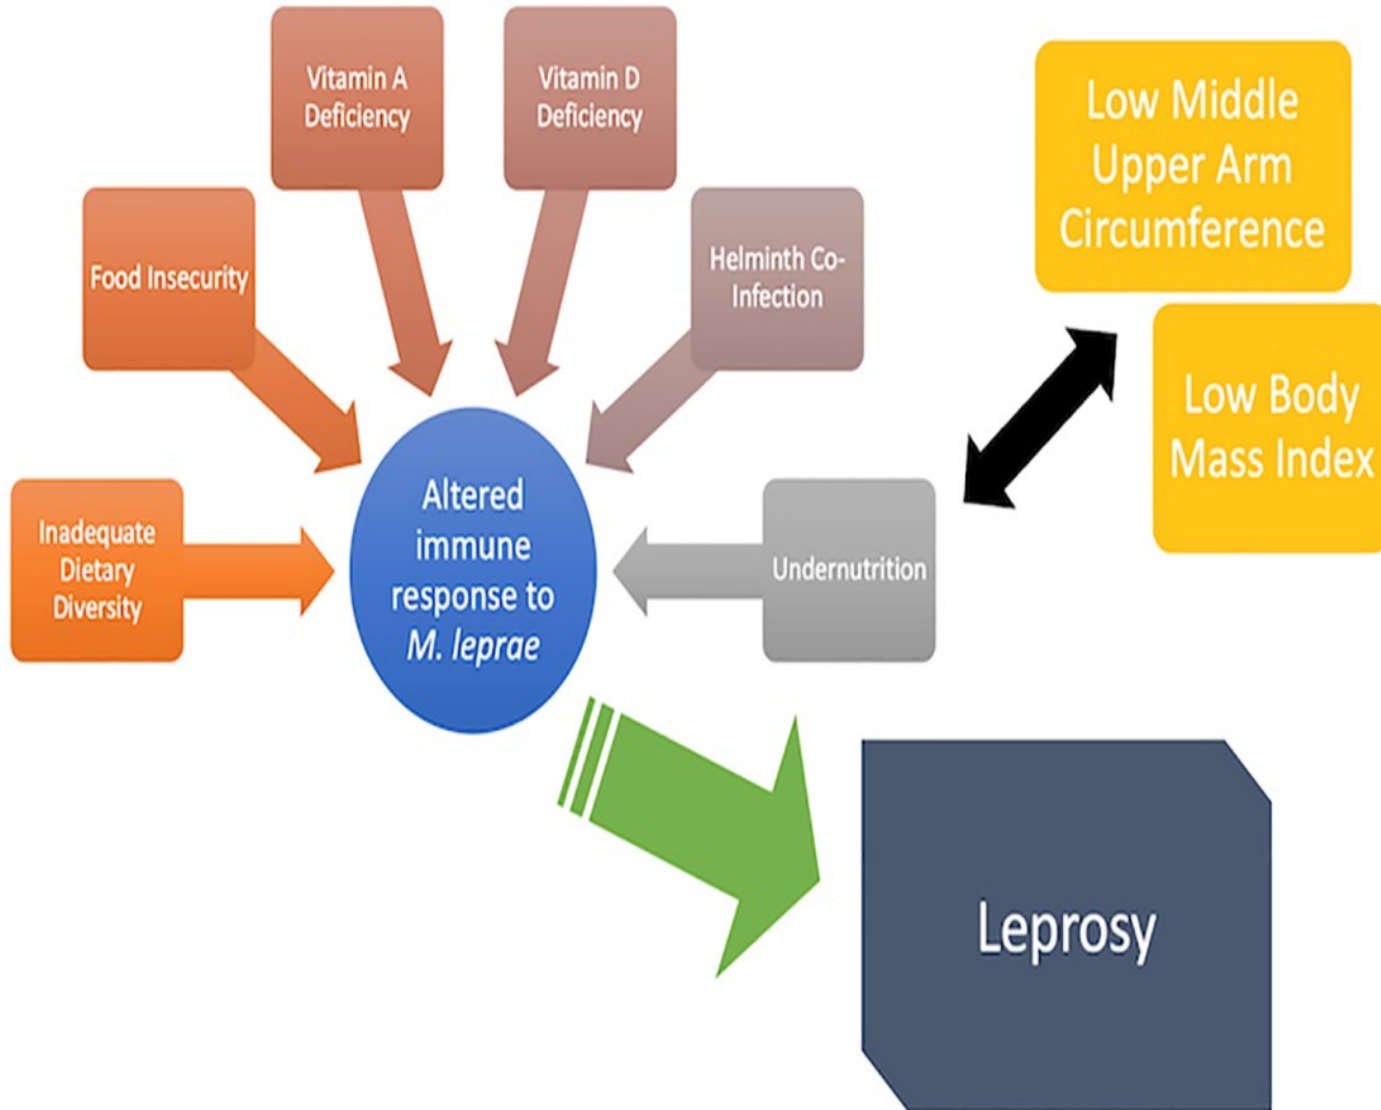 Vitamin A
Deficiency
Vitamin D
Deficiency
Low Middle
Upper Arm
Circumference
Food Insecurity
Helminth Co-
Infection
Low Body
Mass Index
Inadequate
Dietary
Diversity
Altered
immune
response to
M. leprae
Undernutrition
Leprosy